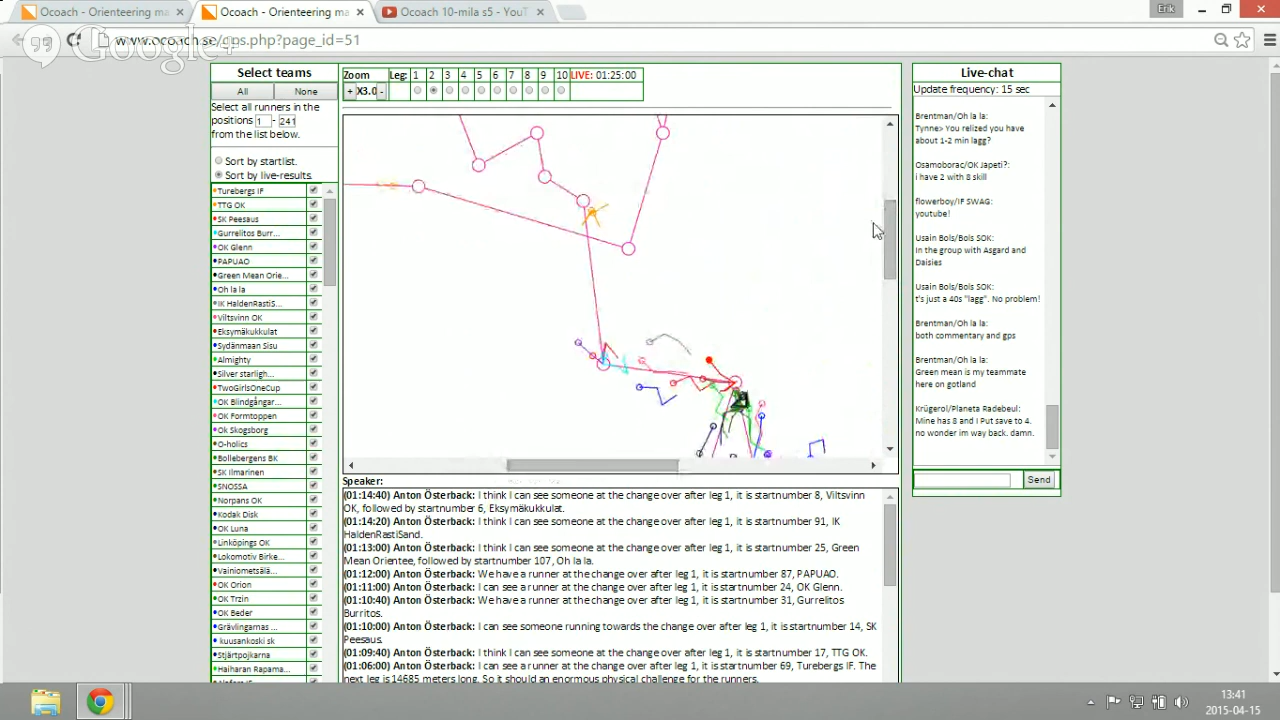 Ocoach - Orienteering ma
Ocoach - Orienteering ma
Ocoach 10-mila s5 - YouT
Erik
Google+
www.ocoach.se/gps.php?page_id=51
Select teams
All
None
Select all runners in the
positions 1 - 241
from the list below.
Sort by startlist.
Sort by live-results.
Turebergs IF
TTG OK
SK Peesaus
Gurrelitos Burr...
OK Glenn
PAPUAO
Green Mean Orie...
Oh la la
IK HaldenRastiS...
Viltsvinn OK
Eksymäkukkulat
Sydänmaan Sisu
Almighty
Silver starligh...
TwoGirlsOneCup
OK Blindgångar...
OK Formtoppen
Ok Skogsborg
O-holics
Bollebergens BK
SK Ilmarinen
SNOSSA
Norpans OK
Kodak Disk
OK Luna
Linköpings OK
Lokomotiv Birke...
Vainiometsälä...
OK Orion
OK Trzin
OK Beder
Grävlingarnas ...
kuusankoski sk
Stjärtpojkarna
Haiharan Rapama...
Zoom
Leg:
1 2 3 4 5 6 7 8 9 10
LIVE: 01:25:00
+ X3.0 -
Speaker:
(01:14:40) Anton Österback: I think I can see someone at the change over after leg 1, it is startnumber 8, Viltsvinn
OK, followed by startnumber 6, Eksymäkukkulat.
(01:14:20) Anton Österback: I think I can see someone at the change over after leg 1, it is startnumber 91, IK
HaldenRastiSand.
(01:13:00) Anton Österback: I think I can see someone at the change over after leg 1, it is startnumber 25, Green
Mean Orientee, followed by startnumber 107, Oh la la.
(01:12:00) Anton Österback: We have a runner at the change over after leg 1, it is startnumber 87, PAPUAO.
(01:11:00) Anton Österback: I can see a runner at the change over after leg 1, it is startnumber 24, OK Glenn.
(01:10:40) Anton Österback: We have a runner at the change over after leg 1, it is startnumber 31, Gurrelitos
Burritos.
(01:10:00) Anton Österback: I can see someone running towards the change over after leg 1, it is startnumber 14, SK
Peesaus.
(01:09:40) Anton Österback: I can see someone at the change over after leg 1, it is startnumber 17, TTG OK.
(01:06:00) Anton Österback: I can see a runner at the change over after leg 1, it is startnumber 69, Turebergs IF. The
next leg is 14685 meters long. So it should an enormous physical challenge for the runners.
Live-chat
Update frequency: 15 sec
Brentman/Oh la la:
Tynne> You relized you have
about 1-2 min lagg?
Osamoborac/OK Japeti?:
i have 2 with 8 skill
flowerboy/IF SWAG:
youtube!
Usain Bols/Bols SOK:
In the group with Asgard and
Daisies
Usain Bols/Bols SOK:
t's just a 40s "lagg". No problem!
Brentman/Oh la la:
both commentary and gps
Brentman/Oh la la:
Green mean is my teammate
here on gotland
Krügerol/Planeta Radebeul:
Mine has 8 and I Put save to 4.
no wonder im way back. damn.
Send
13:41
2015-04-15